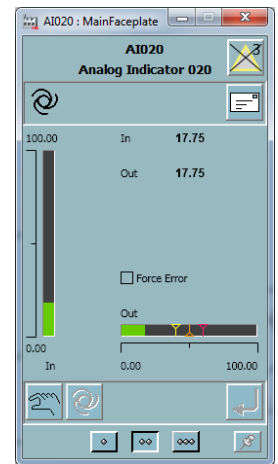 AI020 : MainFaceplate
AI020
Analog Indicator 020
3
100.00
In 17.75
Out 17.75
Force Error
Out
0.00
In
0.00 100.00